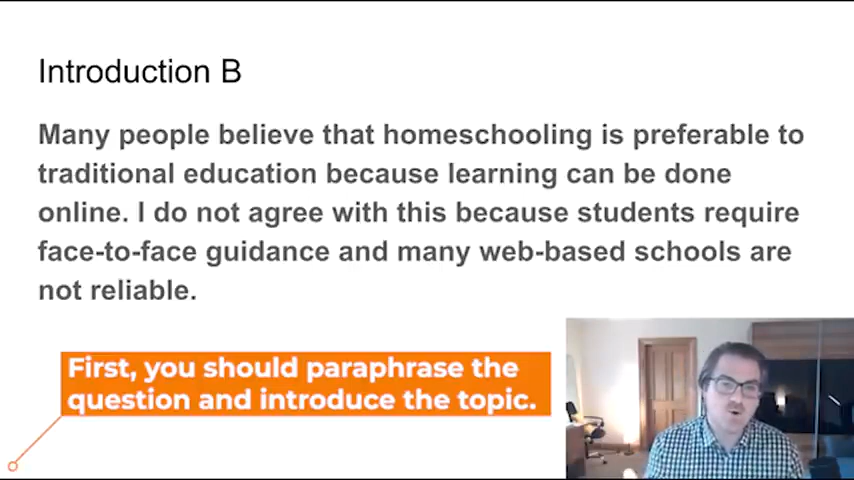 Introduction B
Many people believe that homeschooling is preferable to
traditional education because learning can be done
online. I do not agree with this because students require
face-to-face guidance and many web-based schools are
not reliable.
First, you should paraphrase the
question and introduce the topic.